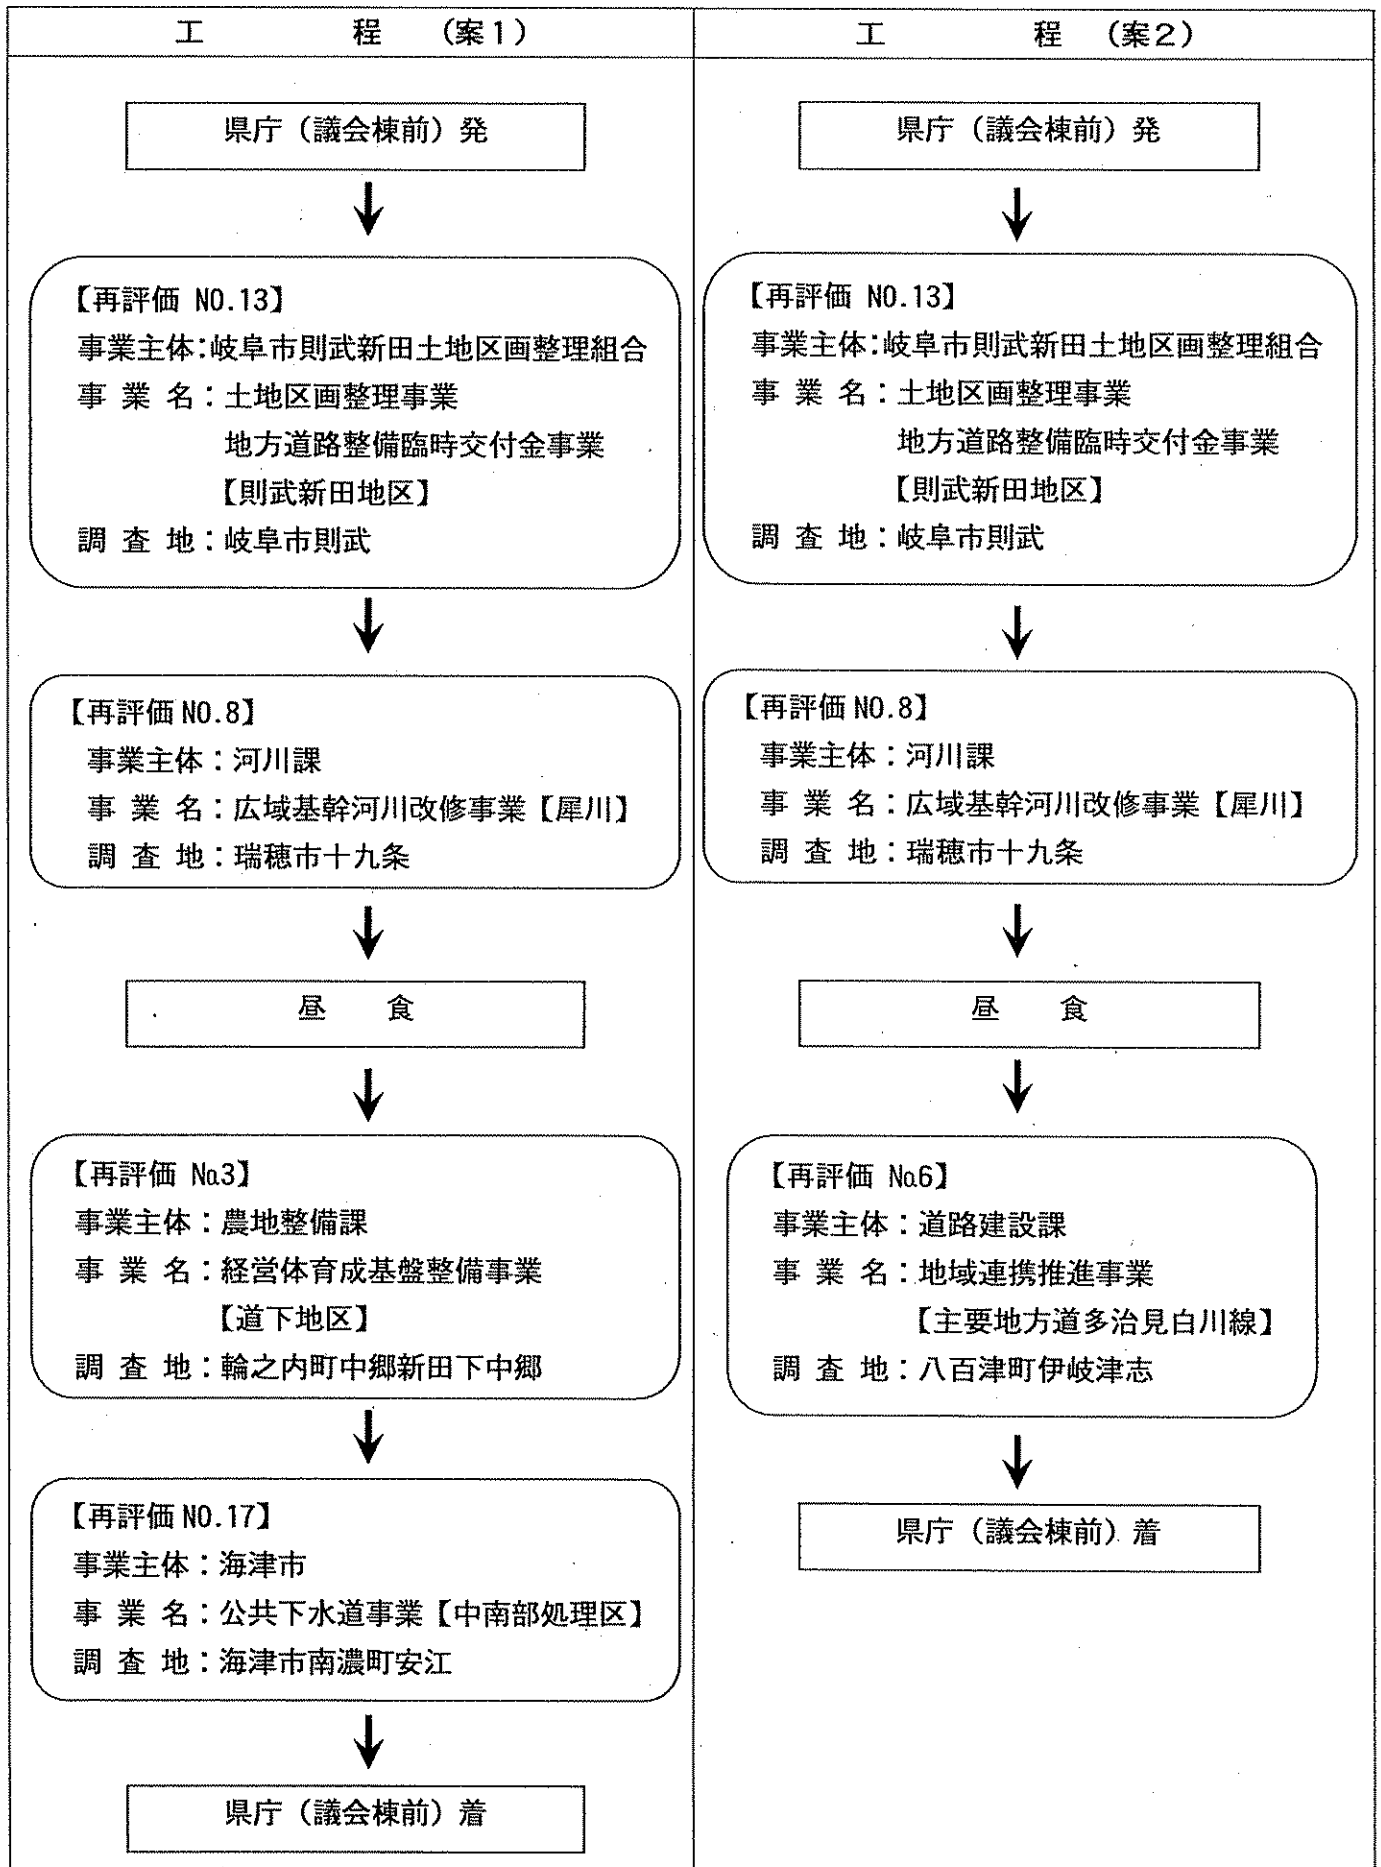 工　　　程　（案１）
県庁（議会棟前）発
【再評価 NO.13】
事業主体：岐阜市則武新田土地区画整理組合
事 業 名：土地区画整理事業
地方道路整備臨時交付金事業
【則武新田地区】
調 査 地：岐阜市則武
【再評価 NO.8】
事業主体：河川課
事 業 名：広域基幹河川改修事業【犀川】
調 査 地：瑞穂市十九条
昼　食
【再評価 No.3】
事業主体：農地整備課
事 業 名：経営体育成基盤整備事業
【道下地区】
調 査 地：輪之内町中郷新田下中郷
【再評価 NO.17】
事業主体：海津市
事 業 名：公共下水道事業【中南部処理区】
調 査 地：海津市南濃町安江
県庁（議会棟前）着
工　　　程　（案２）
県庁（議会棟前）発
【再評価 NO.13】
事業主体：岐阜市則武新田土地区画整理組合
事 業 名：土地区画整理事業
地方道路整備臨時交付金事業
【則武新田地区】
調 査 地：岐阜市則武
【再評価 NO.8】
事業主体：河川課
事 業 名：広域基幹河川改修事業【犀川】
調 査 地：瑞穂市十九条
昼　食
【再評価 No.6】
事業主体：道路建設課
事 業 名：地域連携推進事業
【主要地方道多治見白川線】
調 査 地：八百津町伊岐津志
県庁（議会棟前）着